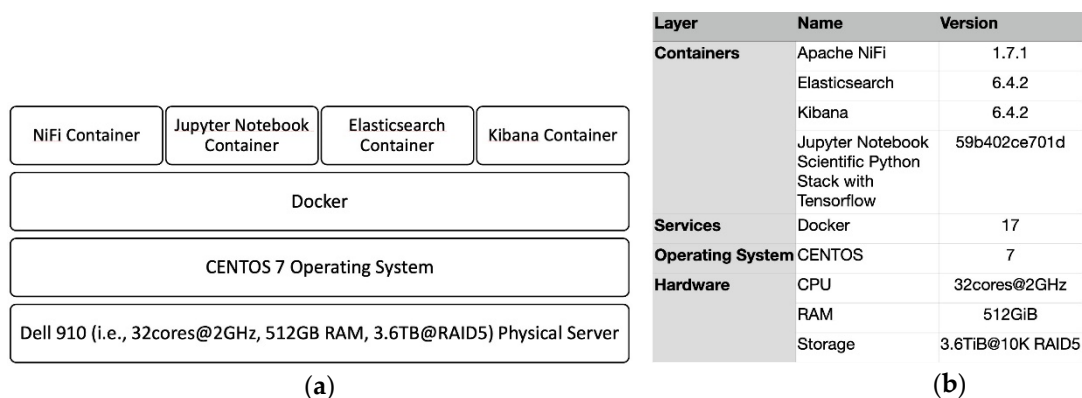 NiFi Container
Jupyter Notebook
Container
Elasticsearch
Container
Kibana Container
Docker
CENTOS 7 Operating System
Dell 910 (i.e., 32cores@2GHz, 512GB RAM, 3.6TB@RAID5) Physical Server
(a)
Layer Name Version
Containers Apache NiFi 1.7.1
Elasticsearch 6.4.2
Kibana 6.4.2
Jupyter Notebook 59b402ce701d
Scientific Python
Stack with
Tensorflow
Services Docker 17
Operating System CENTOS 7
Hardware CPU 32cores@2GHz
RAM 512GiB
Storage 3.6TiB@10K RAID5
(b)